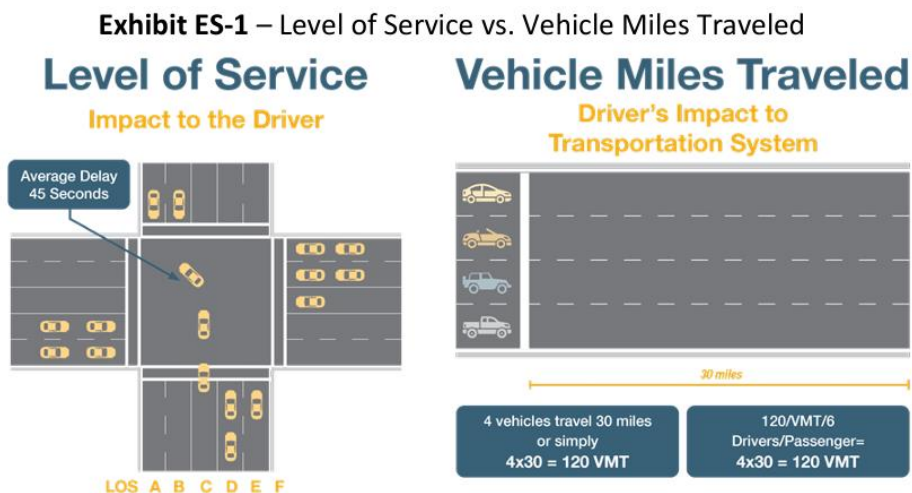 Exhibit ES-1 – Level of Service vs. Vehicle Miles Traveled
Level of Service
Impact to the Driver
Average Delay
45 Seconds
LOS A B C D E F
Vehicle Miles Traveled
Driver's Impact to
Transportation System
30 miles
4 vehicles travel 30 miles
or simply
4x30 = 120 VMT
120/VMT/6
Drivers/Passenger=
4x30 = 120 VMT